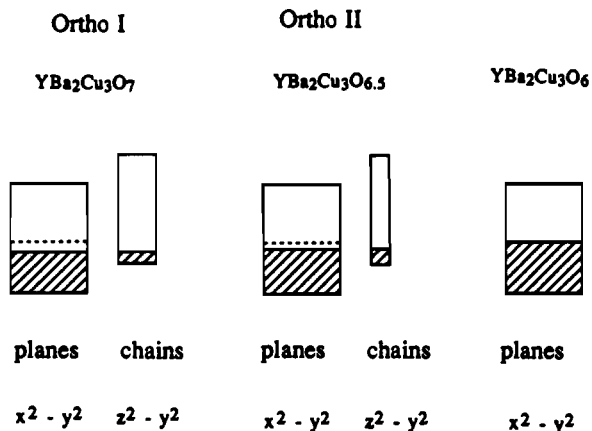 Ortho I Ortho II
YBa₂Cu₃O₇ YBa₂Cu₃O₆.₅ YBa₂Cu₃O₆
planes chains planes chains planes
x² - y² z² - y² x² - y² z² - y² x² - y²